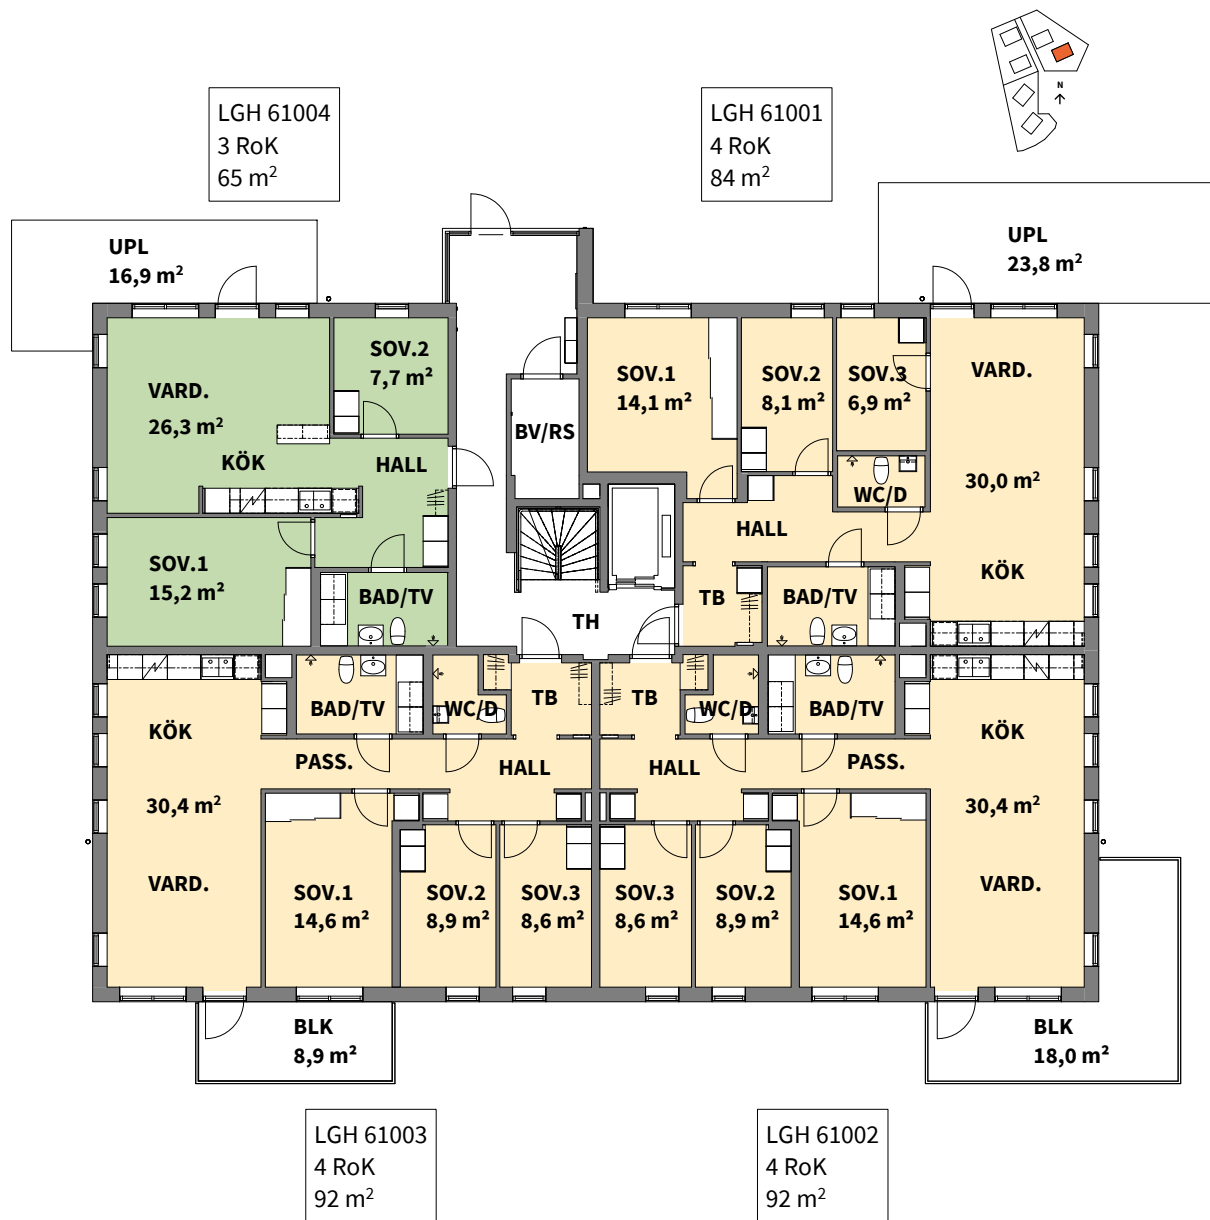 N
LGH 61004
3 RoK
65 m²
LGH 61001
4 RoK
84 m²
UPL
16,9 m²
UPL
23,8 m²
VARD.
26,3 m²
KÖK
SOV.2
7,7 m²
HALL
SOV.1
15,2 m²
BAD/TV
BV/RS
TH
SOV.1
14,1 m²
SOV.2
8,1 m²
SOV.3
6,9 m²
VARD.
30,0 m²
KÖK
WC/D
HALL
TB
BAD/TV
KÖK
30,4 m²
VARD.
BAD/TV
WC/D
TB
PASS.
HALL
SOV.1
14,6 m²
SOV.2
8,9 m²
SOV.3
8,6 m²
TB
WC/D
BAD/TV
HALL
PASS.
KÖK
30,4 m²
VARD.
SOV.3
8,6 m²
SOV.2
8,9 m²
SOV.1
14,6 m²
BLK
8,9 m²
BLK
18,0 m²
LGH 61003
4 RoK
92 m²
LGH 61002
4 RoK
92 m²